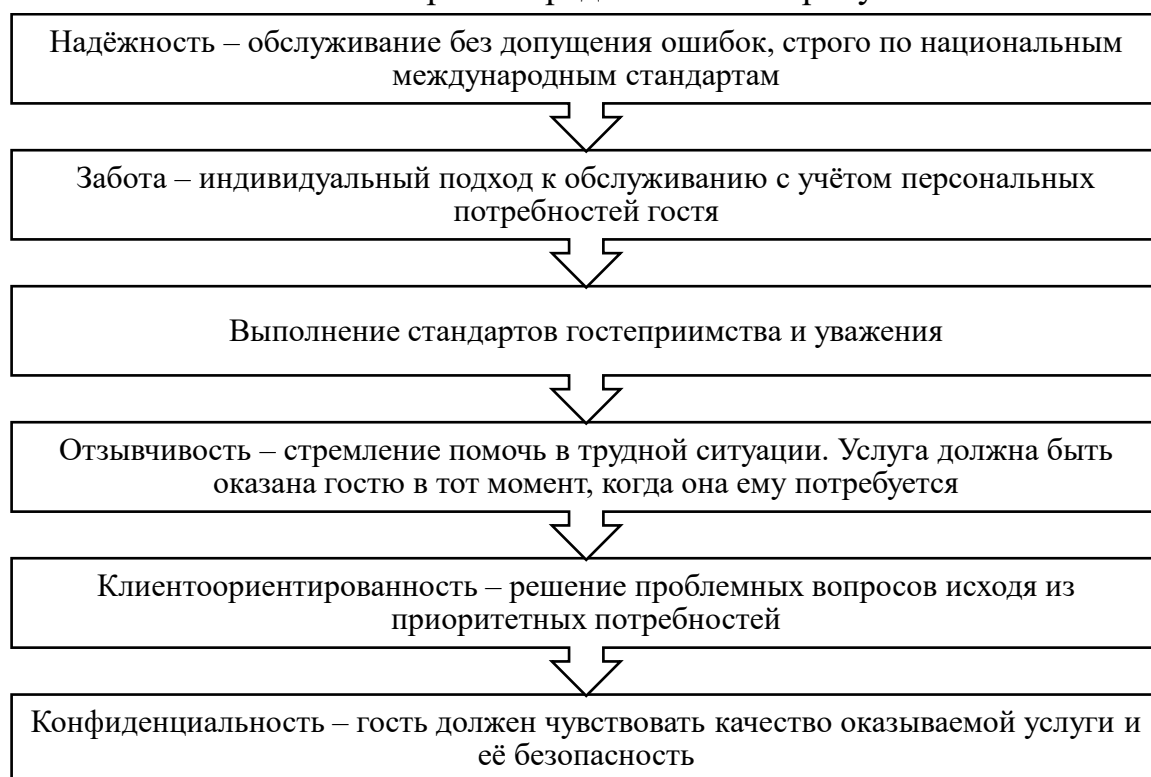 Надёжность – обслуживание без допущения ошибок, строго по национальным
международным стандартам
Забота – индивидуальный подход к обслуживанию с учётом персональных
потребностей гостя
Выполнение стандартов гостеприимства и уважения
Отзывчивость – стремление помочь в трудной ситуации. Услуга должна быть
оказана гостю в тот момент, когда она ему потребуется
Клиентоориентированность – решение проблемных вопросов исходя из
приоритетных потребностей
Конфиденциальность – гость должен чувствовать качество оказываемой услуги и
её безопасность